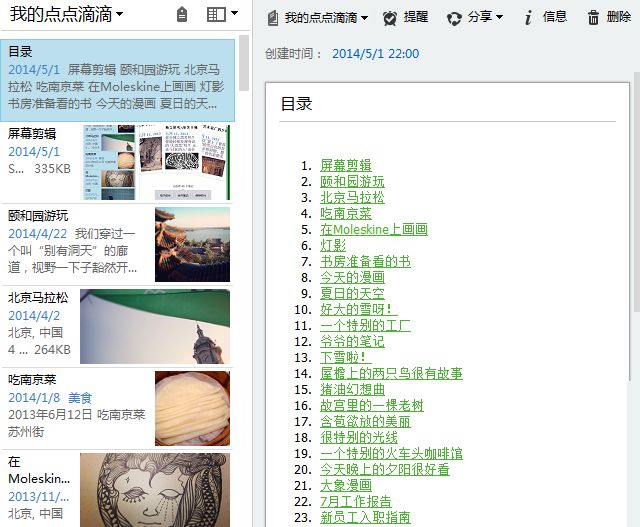 我的点点滴滴
目录
2014/5/1 屏幕剪辑 颐和园游玩 北京马
拉松 吃南京菜 在Moleskine上画画 灯影
书房准备看的书 今天的漫画 夏日的天...
屏幕剪辑
2014/5/1
S... 335KB
颐和园游玩
2014/4/22 我们穿过一
个叫“别有洞天”的廊
道，视野一下子豁然开...
北京马拉松
2014/4/2
北京, 中国
4 ... 264KB
吃南京菜
2014/1/8 美食
2013年6月12日 吃南京菜
苏州街
在
Moleskin...
2013/11/...
中国, 中国
我的点点滴滴 提醒 分享 信息 删除
创建时间： 2014/5/1 22:00
目录
1. 屏幕剪辑
2. 颐和园游玩
3. 北京马拉松
4. 吃南京菜
5. 在Moleskine上画画
6. 灯影
7. 书房准备看的书
8. 今天的漫画
9. 夏日的天空
10. 好大的雪呀！
11. 一个特别的工厂
12. 爷爷的笔记
13. 下雪啦！
14. 屋檐上的两只鸟很有故事
15. 猪油幻想曲
16. 故宫里的一棵老树
17. 含苞欲放的美丽
18. 很特别的光线
19. 一个特别的火车头咖啡馆
20. 今天晚上的夕阳很好看
21. 大象漫画
22. 7月工作报告
23. 新员工入职指南